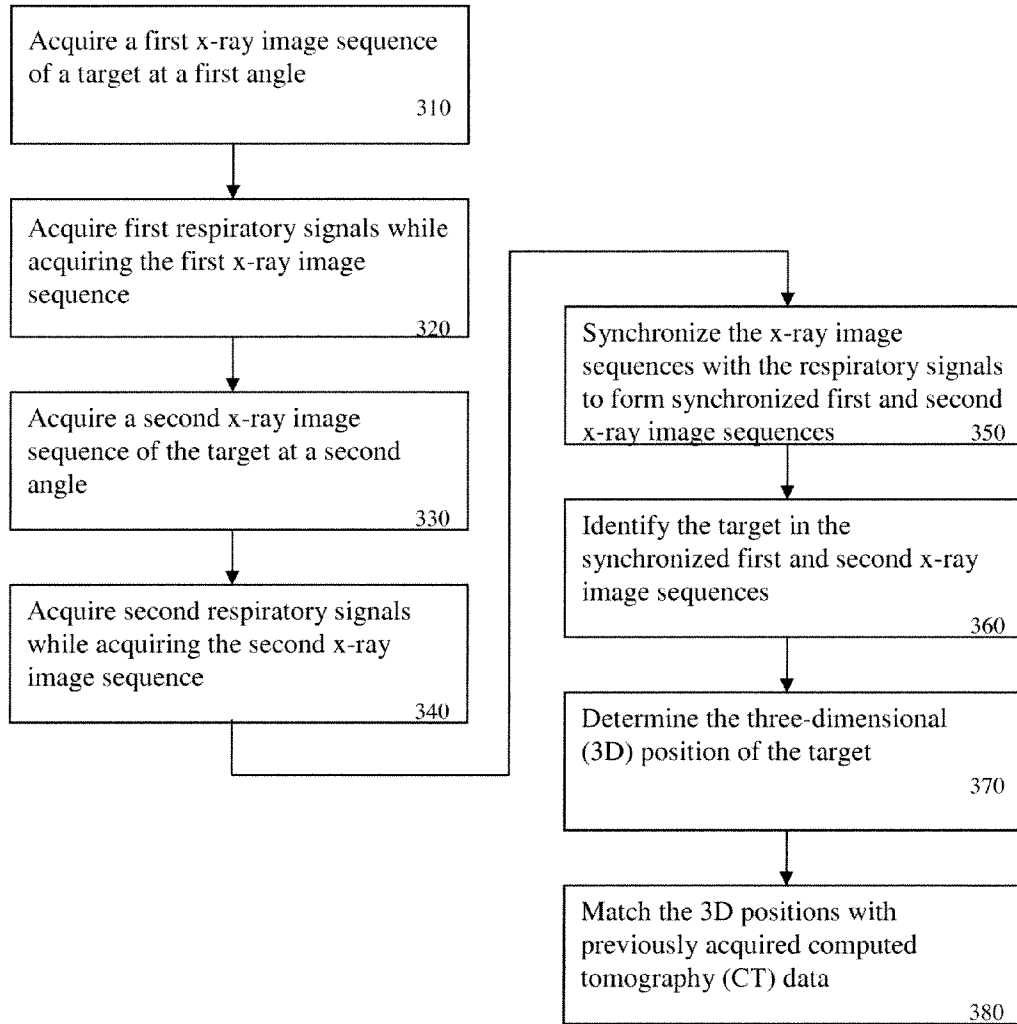 Acquire a first x-ray image sequence
of a target at a first angle
310
Acquire first respiratory signals while
acquiring the first x-ray image
sequence
320
Acquire a second x-ray image
sequence of the target at a second
angle
330
Acquire second respiratory signals
while acquiring the second x-ray
image sequence
340
Synchronize the x-ray image
sequences with the respiratory signals
to form synchronized first and second
x-ray image sequences
350
Identify the target in the
synchronized first and second x-ray
image sequences
360
Determine the three-dimensional
(3D) position of the target
370
Match the 3D positions with
previously acquired computed
tomography (CT) data
380